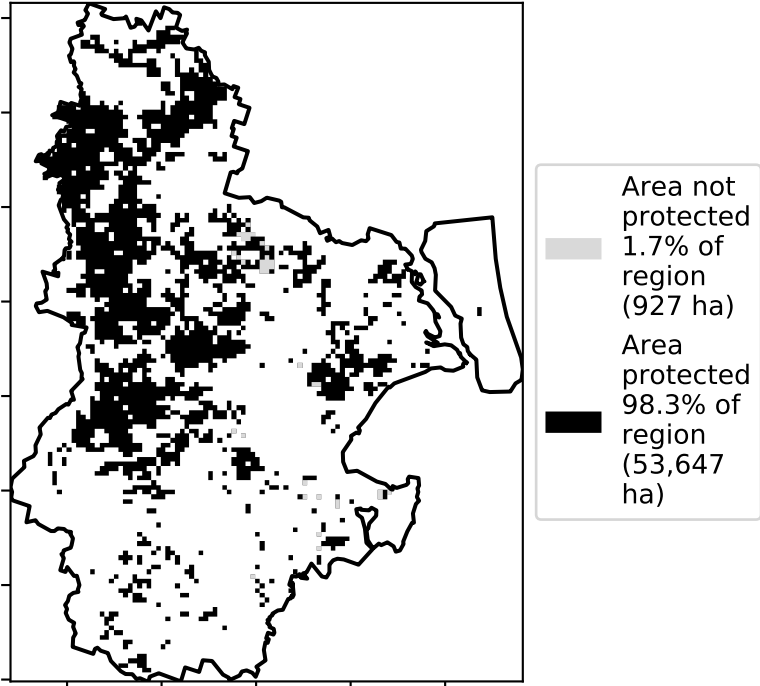 Area not
protected
1.7% of
region
(927 ha)
Area
protected
98.3% of
region
(53,647
ha)